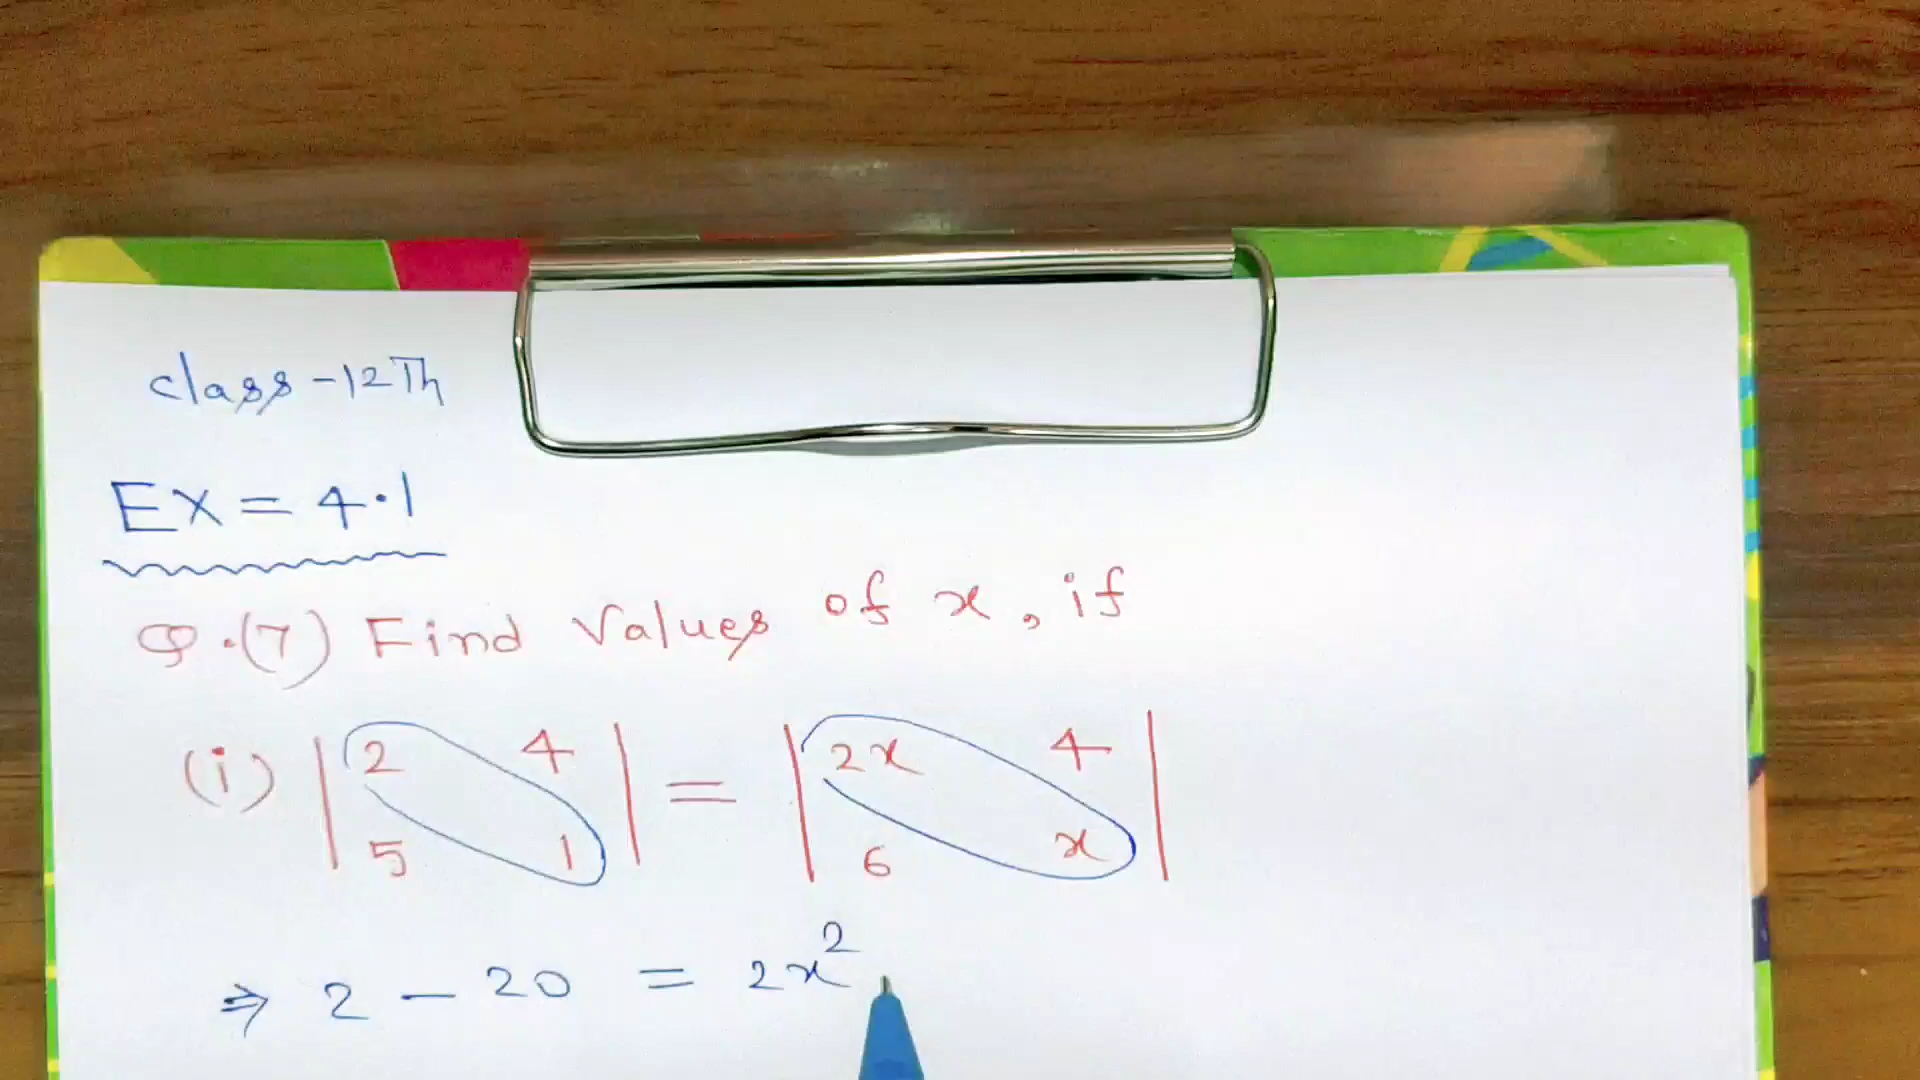 class-12Th
EX = 4.1
Q.(7) Find Values of x, if
(i) | 2 4 | = | 2x 4 |
| 5 1 | | 6 x |
⇒ 2 - 20 = 2x²